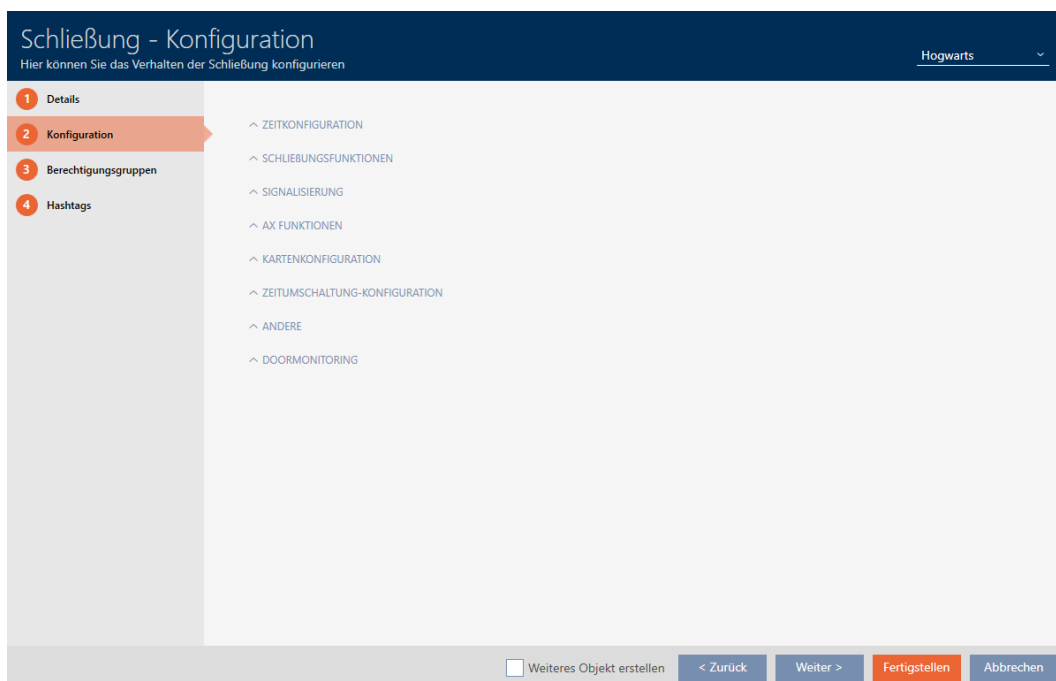 Schließung - Konfiguration
Hier können Sie das Verhalten der Schließung konfigurieren
Hogwarts
1 Details
2 Konfiguration
3 Berechtigungsgruppen
4 Hashtags
ZEITKONFIGURATION
SCHLIEßUNGSFUNKTIONEN
SIGNALISIERUNG
AX FUNKTIONEN
KARTENKONFIGURATION
ZEITUMSCHALTUNG-KONFIGURATION
ANDERE
DOORMONITORING
Weiteres Objekt erstellen
< Zurück
Weiter >
Fertigstellen
Abbrechen